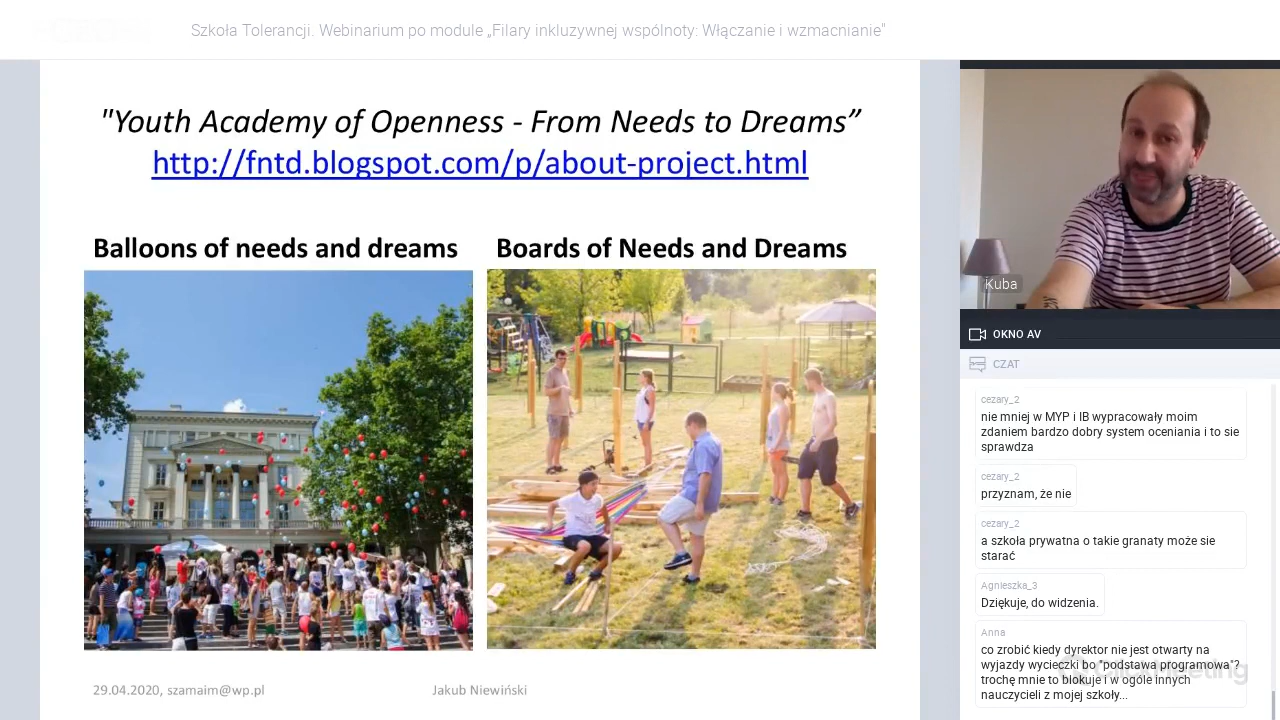 Szkoła Tolerancji. Webinarium po module „Filary inkluzywnej wspólnoty: Włączanie i wzmacnianie"
"Youth Academy of Openness - From Needs to Dreams”
http://fntd.blogspot.com/p/about-project.html
Balloons of needs and dreams
Boards of Needs and Dreams
29.04.2020, szamaim@wp.pl
Jakub Niewiński
Kuba
OKNO AV
CZAT
cezary_2
nie mniej w MYP i IB wypracowały moim
zdaniem bardzo dobry system oceniania i to sie
sprawdza
cezary_2
przyznam, że nie
cezary_2
a szkoła prywatna o takie granaty może sie
starać
Agnieszka_3
Dziękuje, do widzenia.
Anna
co zrobić kiedy dyrektor nie jest otwarty na
wyjazdy wycieczki bo "podstawa programowa"?
trochę mnie to blokuje i w ogóle innych
nauczycieli z mojej szkoły...
ClickMeeting